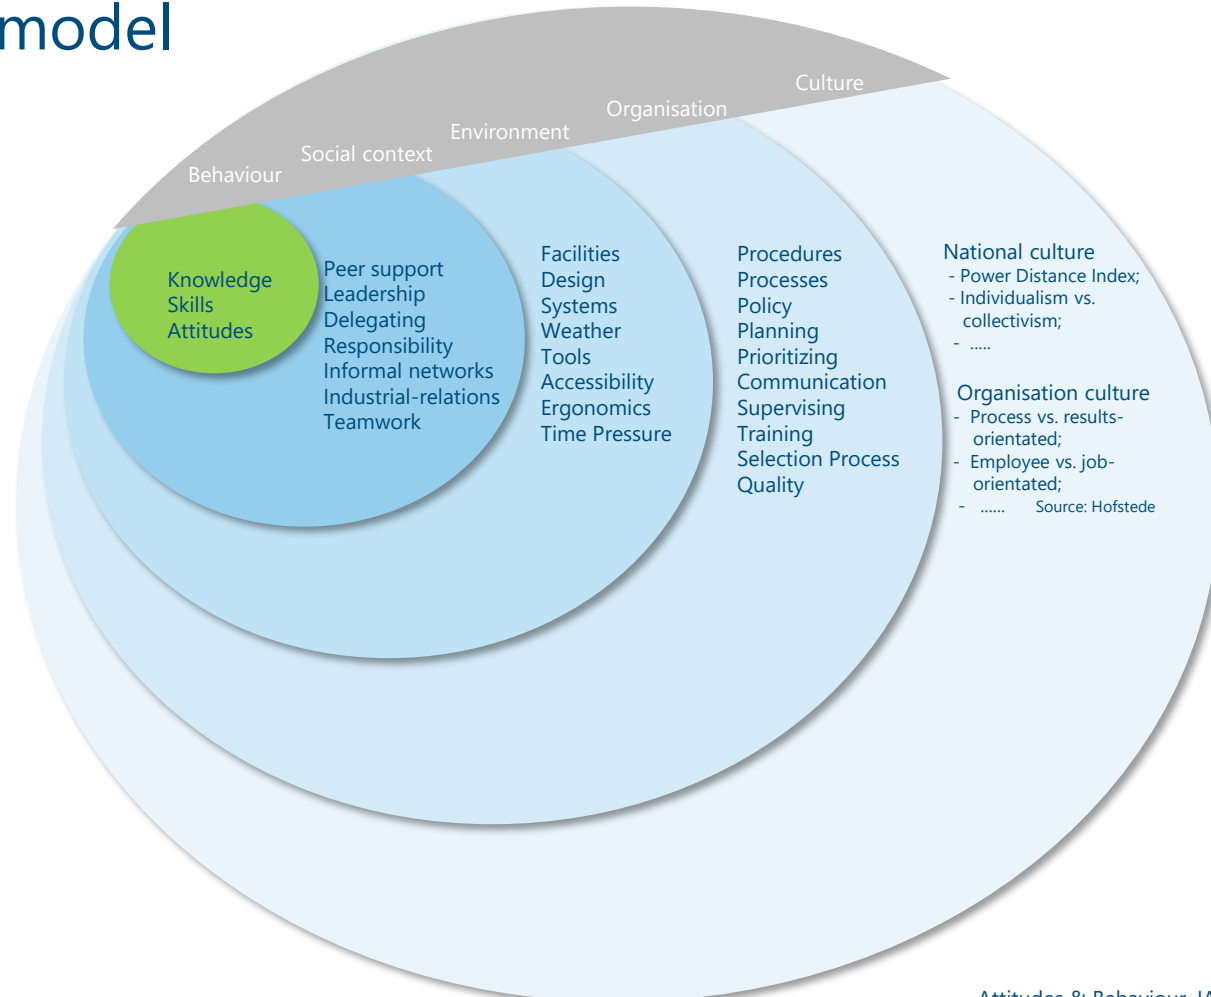 model
Culture
Organisation
Environment
Social context
Behaviour
Knowledge
Skills
Attitudes
Peer support
Leadership
Delegating
Responsibility
Informal networks
Industrial-relations
Teamwork
Facilities
Design
Systems
Weather
Tools
Accessibility
Ergonomics
Time Pressure
Procedures
Processes
Policy
Planning
Prioritizing
Communication
Supervising
Training
Selection Process
Quality
National culture
- Power Distance Index;
- Individualism vs.
collectivism;
- .....
Organisation culture
- Process vs. results-
orientated;
- Employee vs. job-
orientated;
- ...... Source: Hofstede
Attitudes &: Behaviour